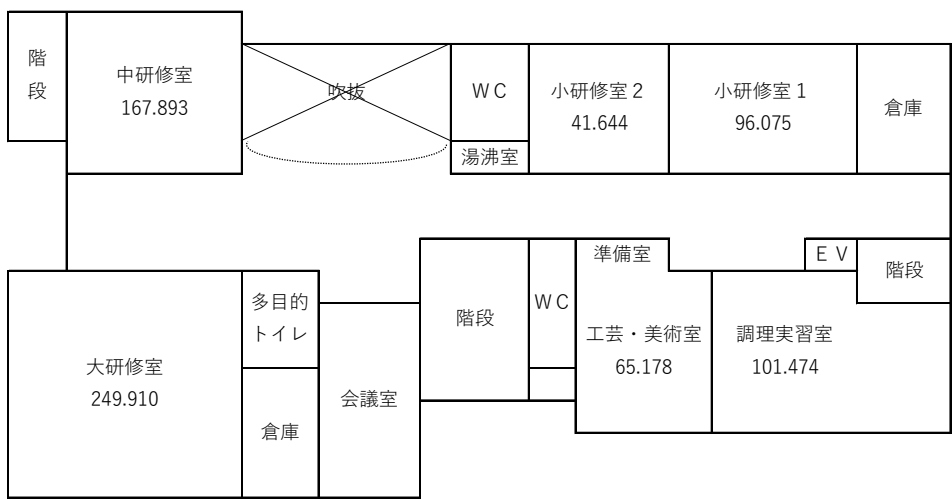 階
段
中研修室
167.893
吹抜
ＷＣ
湯沸室
小研修室２
41.644
小研修室１
96.075
倉庫
大研修室
249.910
多目的
トイレ
倉庫
会議室
階段
ＷＣ
準備室
工芸・美術室
65.178
調理実習室
101.474
ＥＶ
階段